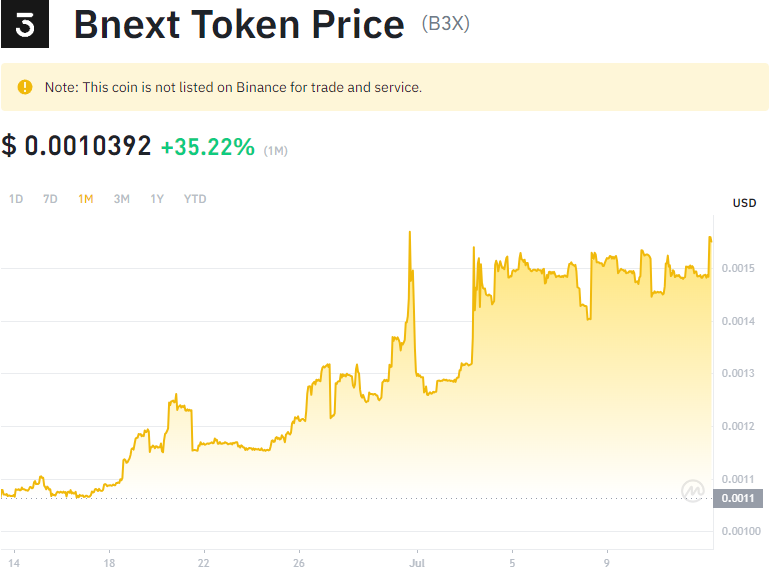 Bnext Token Price (B3X)
Note: This coin is not listed on Binance for trade and service.
$ 0.0010392 +35.22% (1M)
1D 7D 1M 3M 1Y YTD
USD
0.0015
0.0014
0.0013
0.0012
0.0011
0.0011
0.00100
14 18 22 26 Jul 5 9